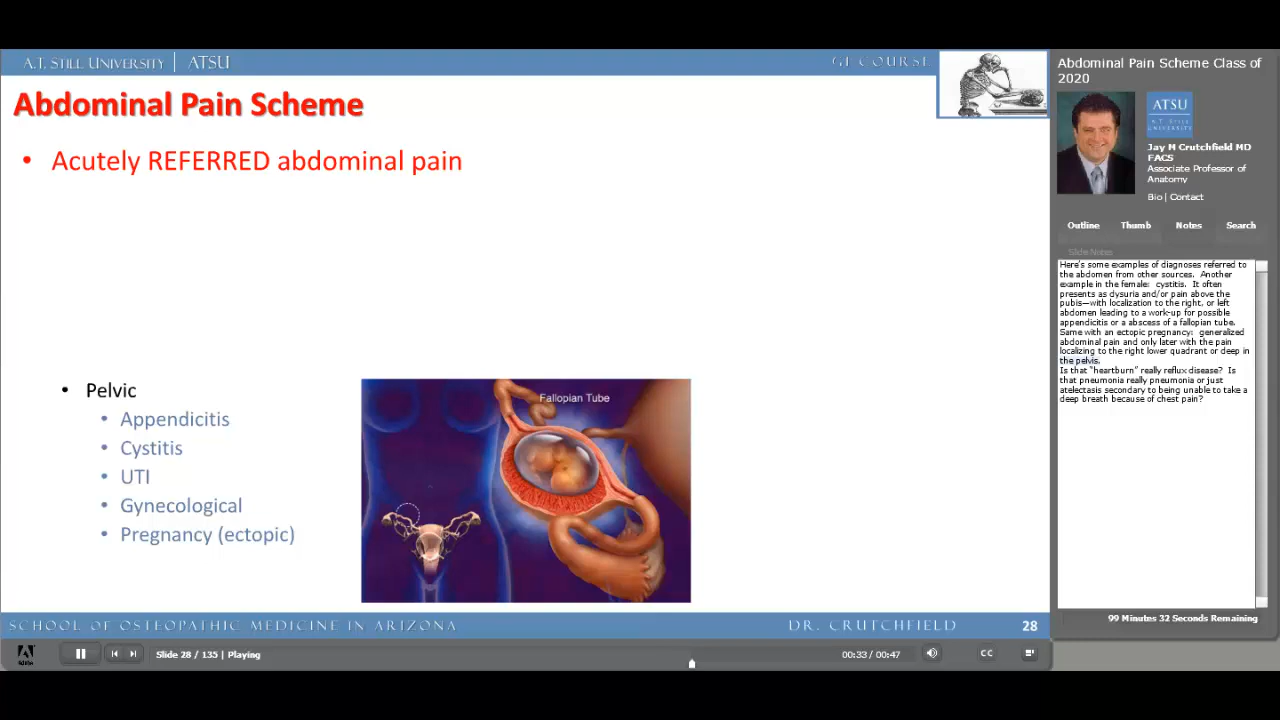 A.T. STILL UNIVERSITY | ATSU
GI COURSE
Abdominal Pain Scheme
• Acutely REFERRED abdominal pain
• Pelvic
• Appendicitis
• Cystitis
• UTI
• Gynecological
• Pregnancy (ectopic)
Fallopian Tube
SCHOOL OF OSTEOPATHIC MEDICINE IN ARIZONA
DR. CRUTCHFIELD
28
Abdominal Pain Scheme Class of
2020
ATSU
A.T. STILL
UNIVERSITY
Jay M Crutchfield MD
FACS
Associate Professor of
Anatomy
Bio | Contact
Outline Thumb Notes Search
Slide Notes
Here's some examples of diagnoses referred to
the abdomen from other sources. Another
example in the female: cystitis. It often
presents as dysuria and/or pain above the
pubis—with localization to the right, or left
abdomen leading to a work-up for possible
appendicitis or a abscess of a fallopian tube.
Same with an ectopic pregnancy: generalized
abdominal pain and only later with the pain
localizing to the right lower quadrant or deep in
the pelvis.
Is that “heartburn” really reflux disease? Is
that pneumonia really pneumonia or just
atelectasis secondary to being unable to take a
deep breath because of chest pain?
99 Minutes 32 Seconds Remaining
Adobe
Slide 28 / 135 | Playing
00:33 / 00:47
CC